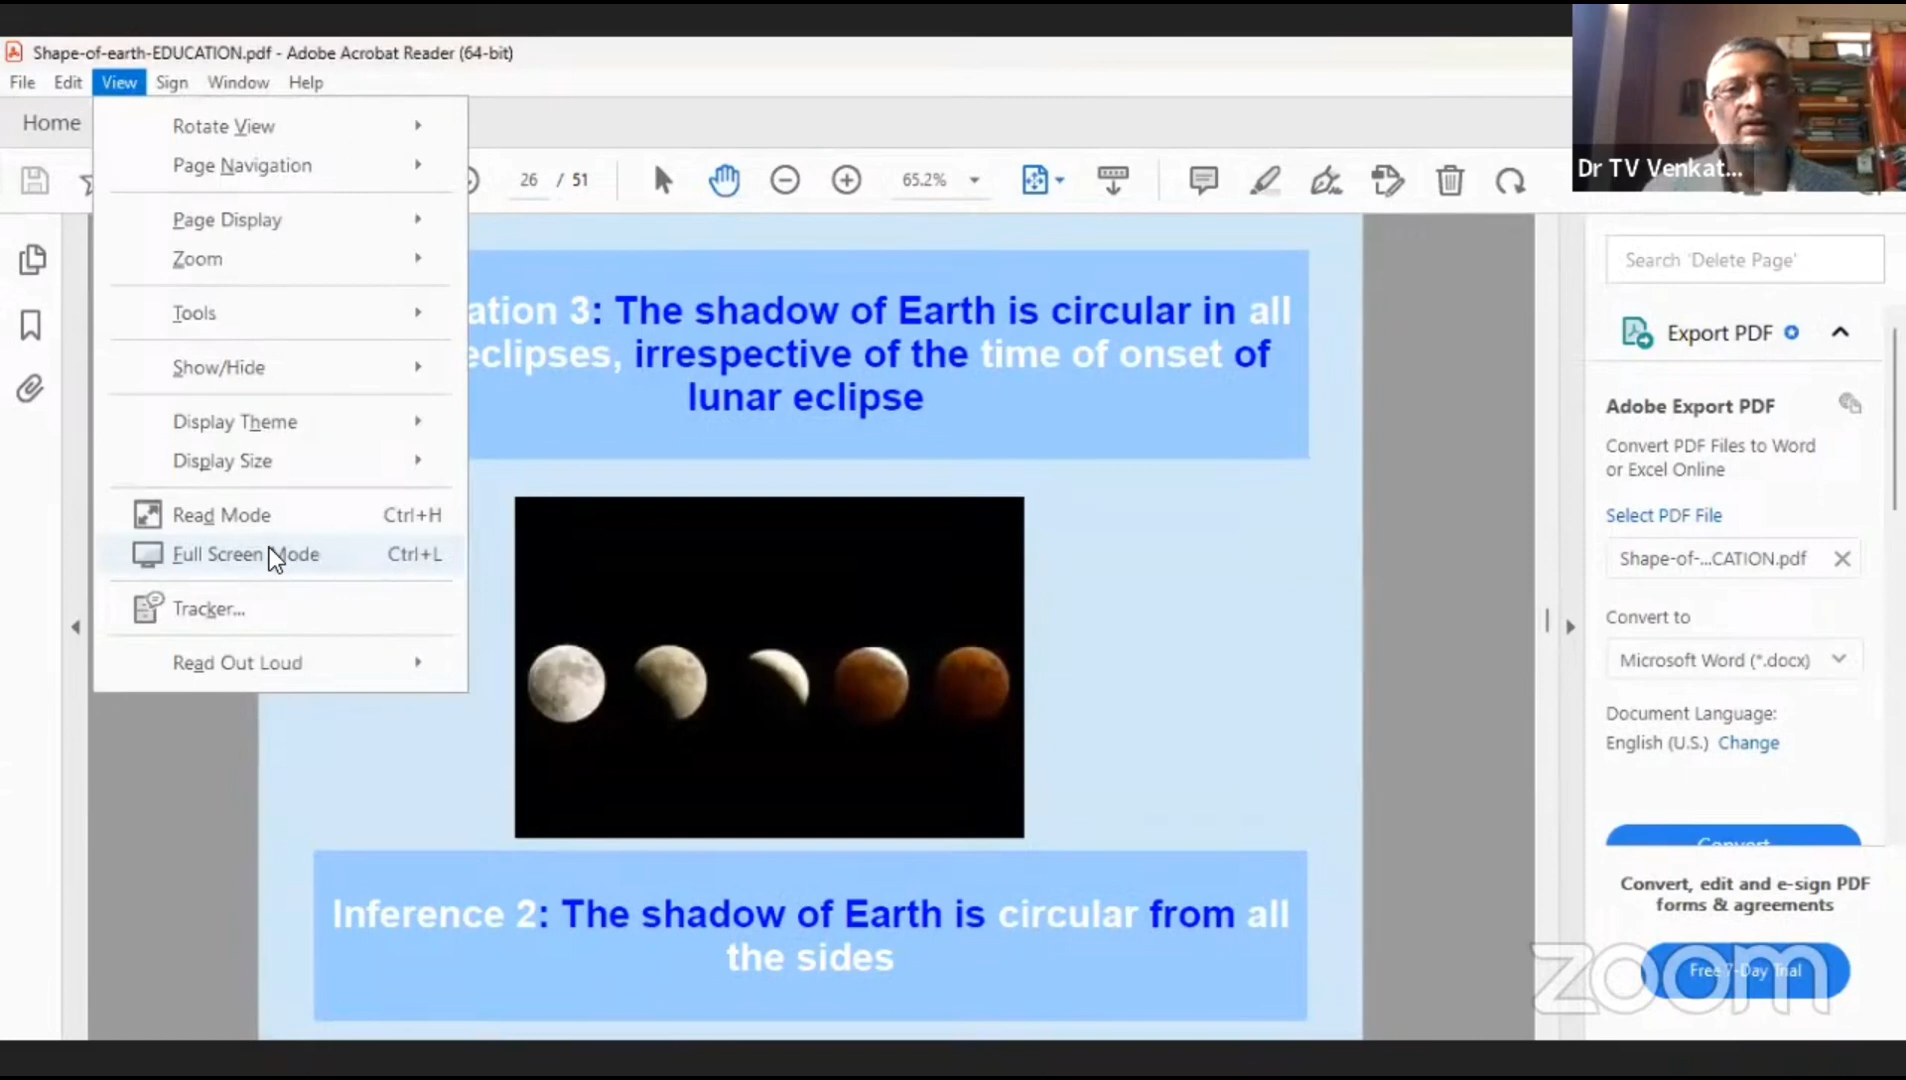 Shape-of-earth-EDUCATION.pdf - Adobe Acrobat Reader (64-bit)
File Edit View Sign Window Help
Home
Rotate View
Page Navigation
Page Display
Zoom
Tools
Show/Hide
Display Theme
Display Size
Read Mode Ctrl+H
Full Screen Mode Ctrl+L
Tracker...
Read Out Loud
26 / 51
65.2%
Dr TV Venkat...
ation 3: The shadow of Earth is circular in all
eclipses, irrespective of the time of onset of
lunar eclipse
Inference 2: The shadow of Earth is circular from all
the sides
Search 'Delete Page'
Export PDF
Adobe Export PDF
Convert PDF Files to Word
or Excel Online
Select PDF File
Shape-of-...CATION.pdf
Convert to
Microsoft Word (*.docx)
Document Language:
English (U.S.) Change
Convert
Convert, edit and e-sign PDF
forms & agreements
Free 7-Day Trial
zoom